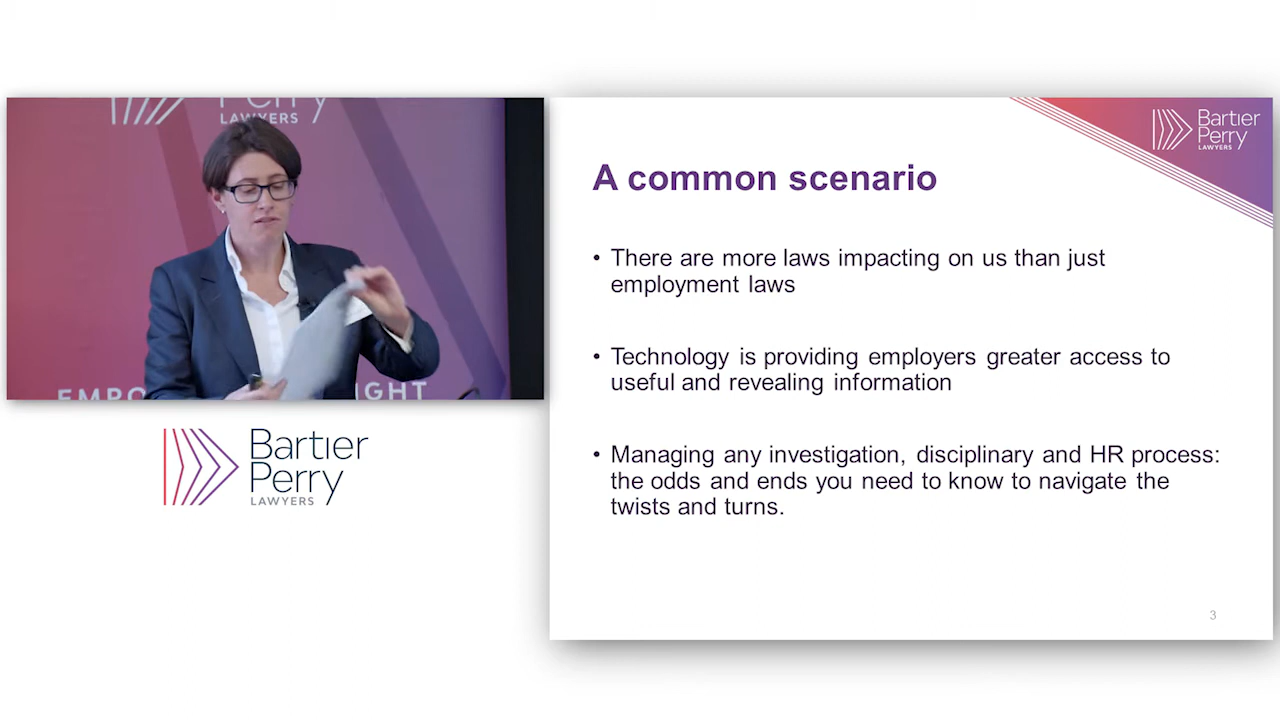 Perry
LAWYERS
EMPO
IGHT
Bartier
Perry
LAWYERS
Bartier
Perry
LAWYERS
A common scenario
• There are more laws impacting on us than just
employment laws
• Technology is providing employers greater access to
useful and revealing information
• Managing any investigation, disciplinary and HR process:
the odds and ends you need to know to navigate the
twists and turns.
3